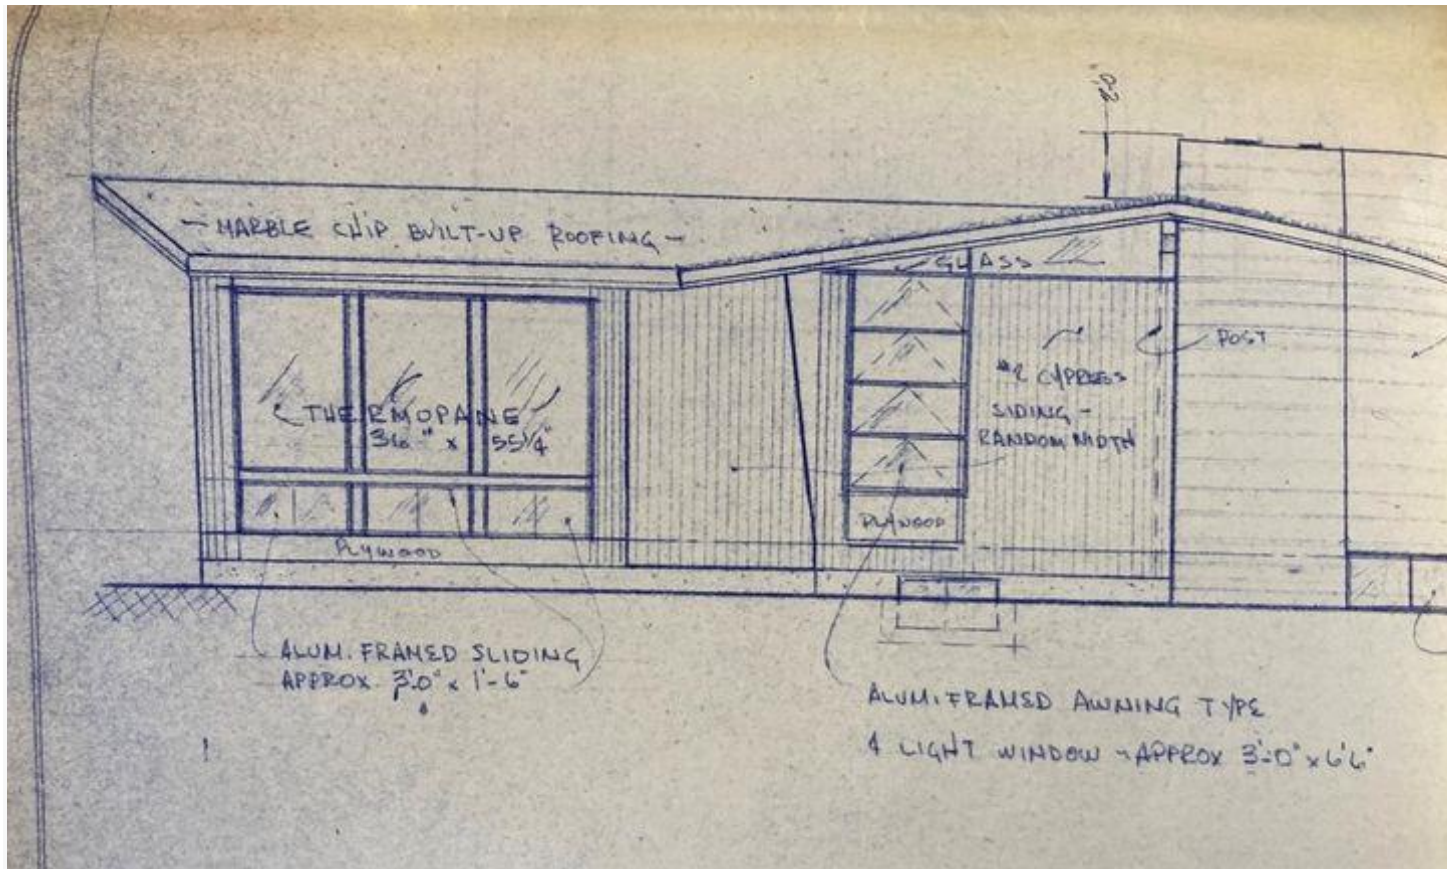 2'-0"
- MARBLE CHIP BUILT-UP ROOFING -
GLASS
POST
THERMOPANE
36" x 55 1/4"
#2 CYPRESS
SIDING -
RANDOM WIDTH
PLYWOOD
PLYWOOD
ALUM. FRAMED SLIDING
APPROX. 3'-0" x 1'-6"
ALUM. FRAMED AWNING TYPE
4 LIGHT WINDOW - APPROX 3'-0" x 6'6"